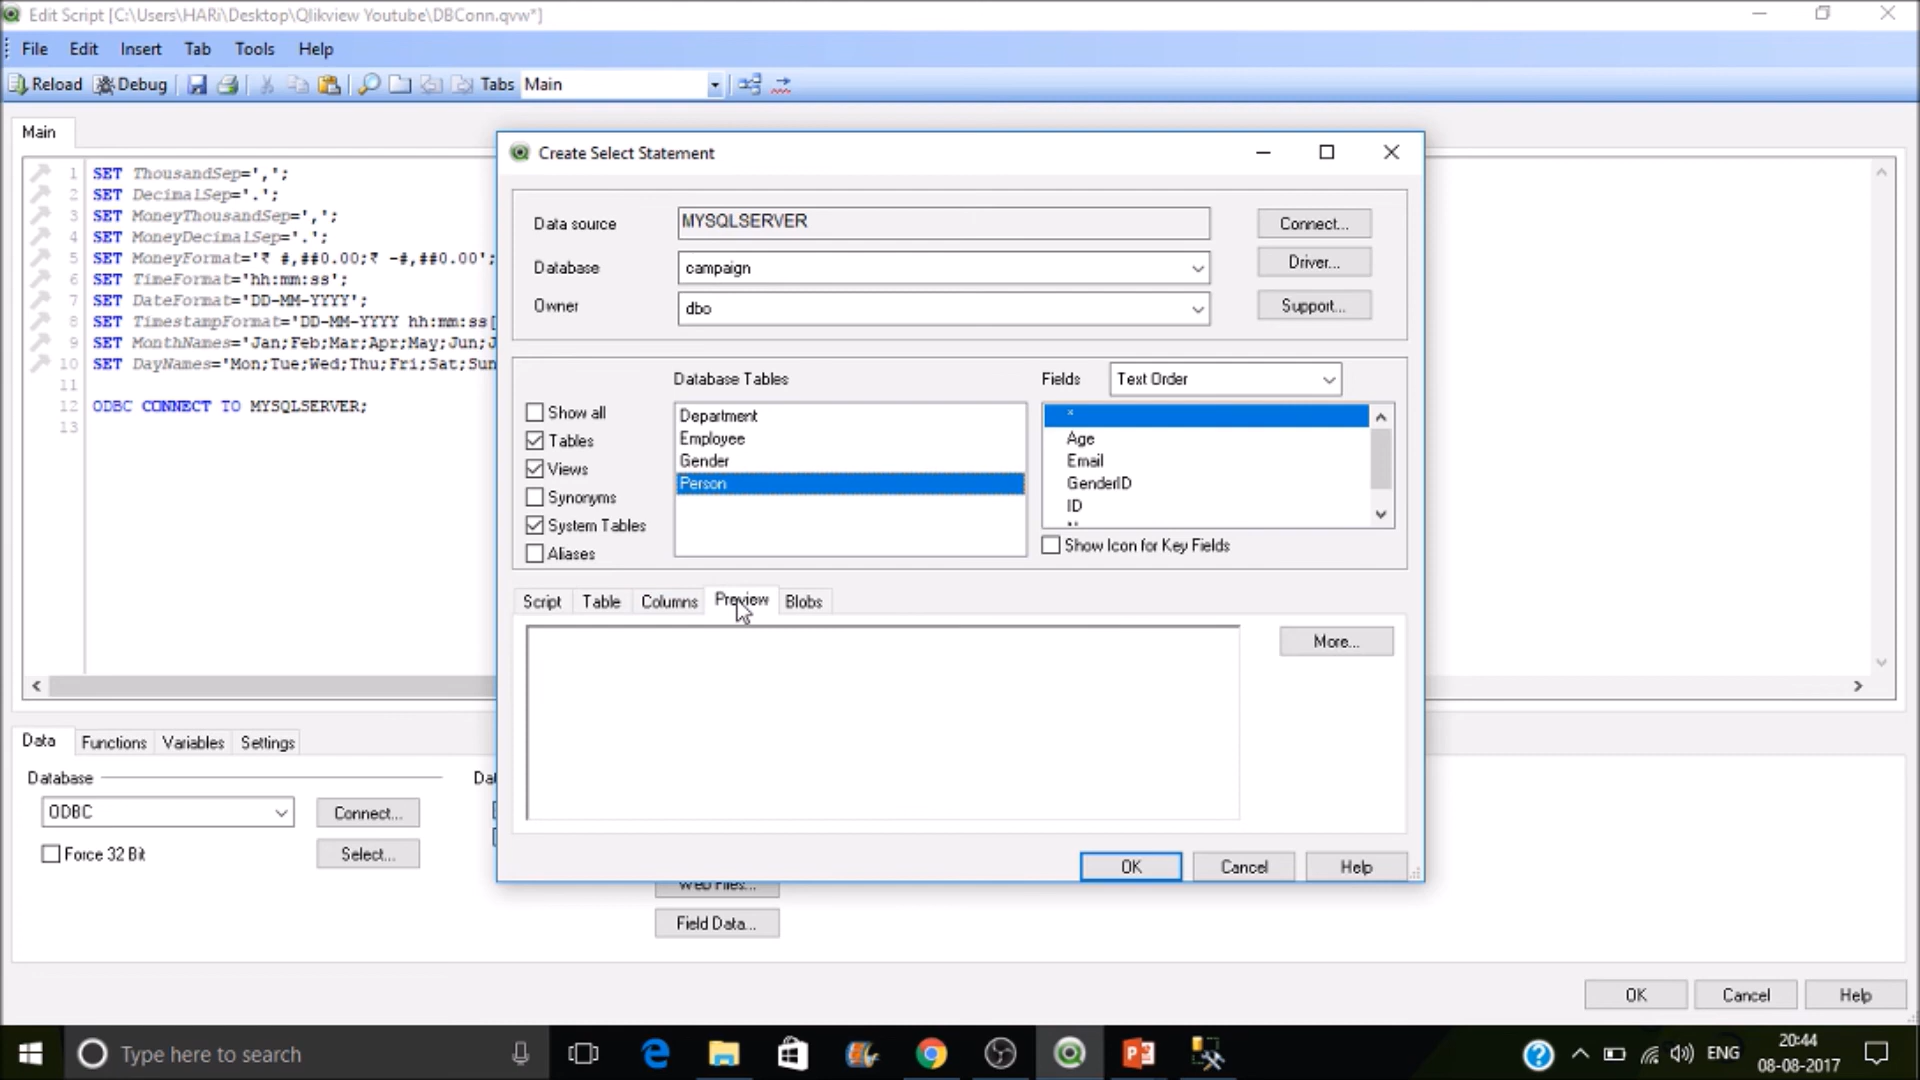 Edit Script [C:\Users\HARi\Desktop\Qlikview Youtube\DBConn.qvw*]
File Edit Insert Tab Tools Help
Reload Debug Tabs Main
Main
1 SET ThousandSep=',';
2 SET DecimalSep='.';
3 SET MoneyThousandSep=',';
4 SET MoneyDecimalSep='.';
5 SET MoneyFormat='₹ #,##0.00;₹ -#,##0.00';
6 SET TimeFormat='hh:mm:ss';
7 SET DateFormat='DD-MM-YYYY';
8 SET TimestampFormat='DD-MM-YYYY hh:mm:ss[
9 SET MonthNames='Jan;Feb;Mar;Apr;May;Jun;J
10 SET DayNames='Mon;Tue;Wed;Thu;Fri;Sat;Sun
11
12 ODBC CONNECT TO MYSQLSERVER;
13
Create Select Statement
Data source MYSQLSERVER Connect...
Database campaign Driver...
Owner dbo Support...
Database Tables Fields Text Order
Show all
Tables
Views
Synonyms
System Tables
Aliases
Department
Employee
Gender
Person
*
Age
Email
GenderID
ID
Show Icon for Key Fields
Script Table Columns Preview Blobs
More...
OK Cancel Help
Data Functions Variables Settings
Database Dat
ODBC Connect...
Force 32 Bit Select...
Web Files...
Field Data...
OK Cancel Help
Type here to search
ENG
20:44
08-08-2017